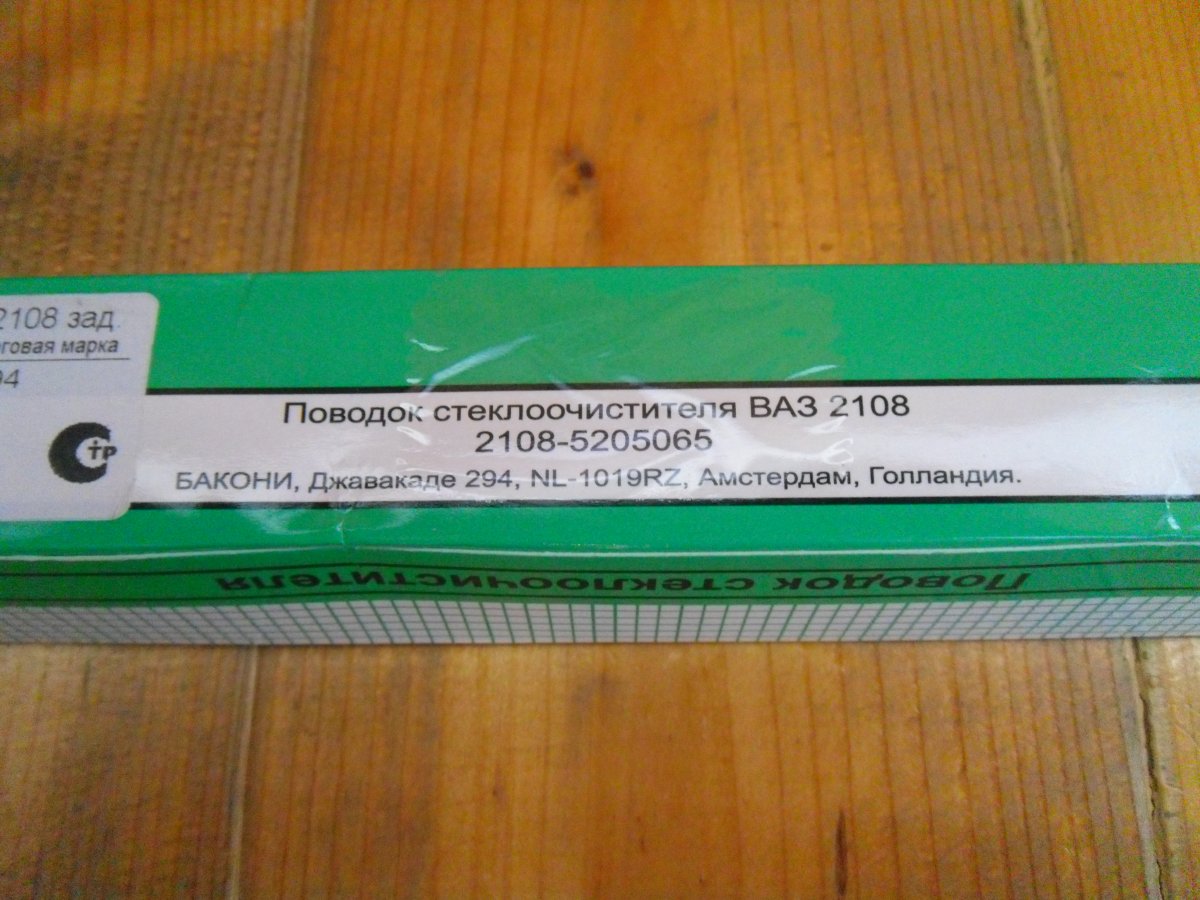 2108 зад.
говая марка
94
стр
Поводок стеклоочистителя ВАЗ 2108
2108-5205065
БАКОНИ, Джавакаде 294, NL-1019RZ, Амстердам, Голландия.
Поводок стеклоочистителя